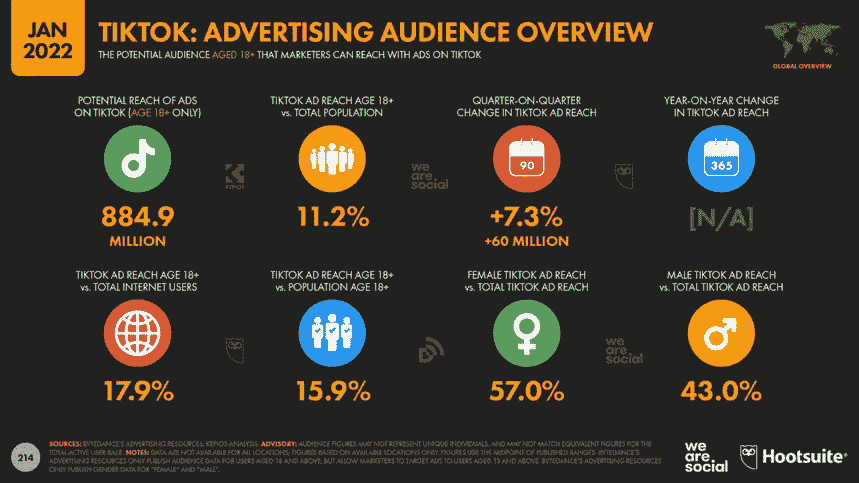 JAN
2022
TIKTOK: ADVERTISING AUDIENCE OVERVIEW
THE POTENTIAL AUDIENCE AGED 18+ THAT MARKETERS CAN REACH WITH ADS ON TIKTOK
GLOBAL OVERVIEW
POTENTIAL REACH OF ADS
ON TIKTOK (AGE 18+ ONLY)
884.9
MILLION
TIKTOK AD REACH AGE 18+
vs. TOTAL POPULATION
11.2%
QUARTER-ON-QUARTER
CHANGE IN TIKTOK AD REACH
90
+7.3%
+60 MILLION
YEAR-ON-YEAR CHANGE
IN TIKTOK AD REACH
365
[N/A]
KEPIOS
we
are.
social
TIKTOK AD REACH AGE 18+
vs. TOTAL INTERNET USERS
17.9%
TIKTOK AD REACH AGE 18+
vs. POPULATION AGE 18+
15.9%
FEMALE TIKTOK AD REACH
vs. TOTAL TIKTOK AD REACH
57.0%
MALE TIKTOK AD REACH
vs. TOTAL TIKTOK AD REACH
43.0%
we
are.
social
214
SOURCES: BYTEDANCE'S ADVERTISING RESOURCES; KEPIOS ANALYSIS. ADVISORY: AUDIENCE FIGURES MAY NOT REPRESENT UNIQUE INDIVIDUALS, AND MAY NOT MATCH EQUIVALENT FIGURES FOR THE
TOTAL ACTIVE USER BASE. NOTES: DATA ARE NOT AVAILABLE FOR ALL LOCATIONS; FIGURES BASED ON AVAILABLE LOCATIONS ONLY. FIGURES USE THE MIDPOINT OF PUBLISHED RANGES. BYTEDANCE'S
ADVERTISING RESOURCES ONLY PUBLISH AUDIENCE DATA FOR USERS AGED 18 AND ABOVE, BUT ALLOW MARKETERS TO TARGET ADS TO USERS AGED 13 AND ABOVE. BYTEDANCE'S ADVERTISING RESOURCES
ONLY PUBLISH GENDER DATA FOR "FEMALE" AND "MALE".
we
are.
social
Hootsuite®